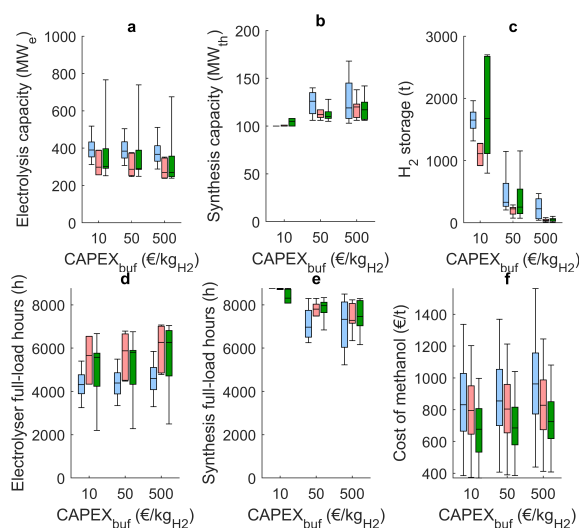 a
Electrolysis capacity (MWe)
1000
800
600
400
200
0
10 50 500
CAPEXbuf (€/kgH2)
b
Synthesis capacity (MWth)
200
150
100
50
0
10 50 500
CAPEXbuf (€/kgH2)
c
H2 storage (t)
3000
2000
1000
0
10 50 500
CAPEXbuf (€/kgH2)
d
Electrolyser full-load hours (h)
8000
6000
4000
2000
0
10 50 500
CAPEXbuf (€/kgH2)
e
Synthesis full-load hours (h)
8000
6000
4000
2000
0
10 50 500
CAPEXbuf (€/kgH2)
f
Cost of methanol (€/t)
1400
1200
1000
800
600
400
10 50 500
CAPEXbuf (€/kgH2)